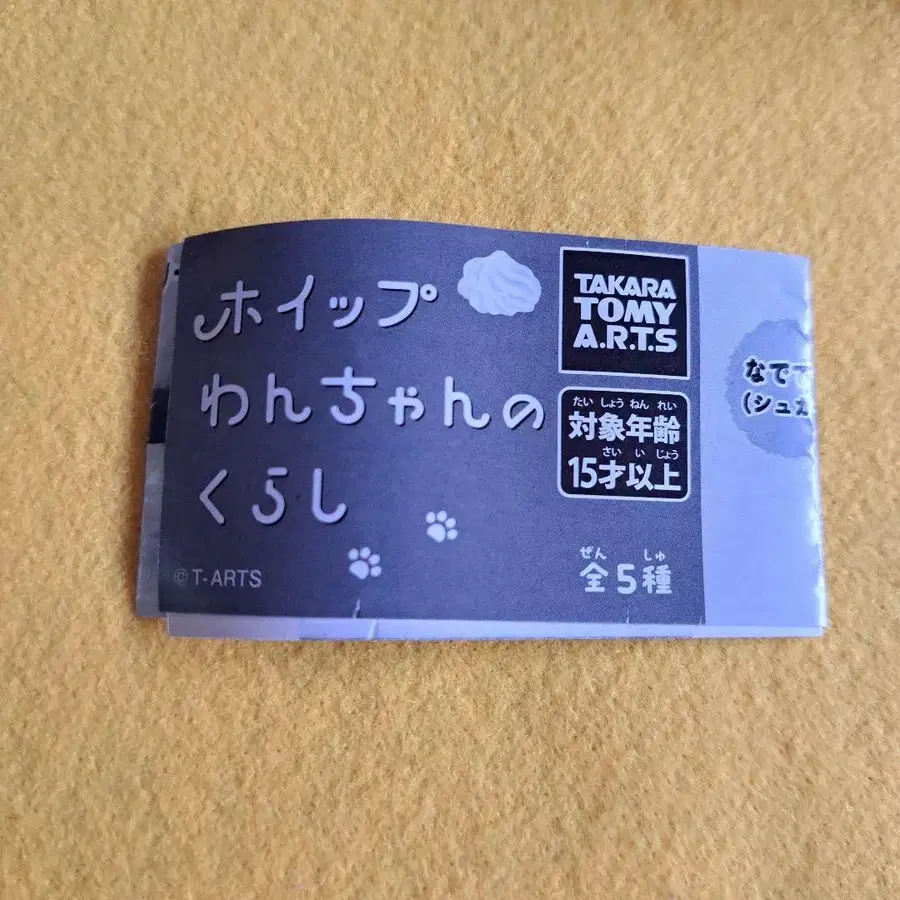 ホイップ
わんちゃんの
くらし
© T-ARTS
TAKARA
TOMY
A.R.T.S
たいしょうねんれい
対象年齢
さいいじょう
15才以上
ぜん しゅ
全5種
なで
(シュガ